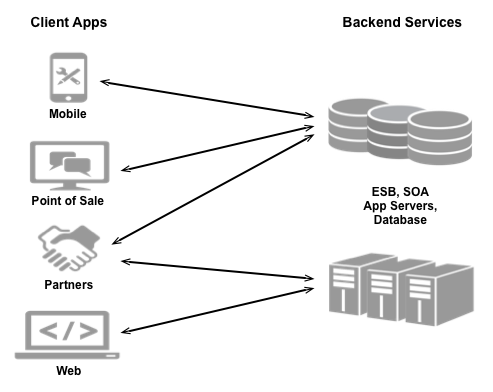 Client Apps
Backend Services
Mobile
Point of Sale
Partners
</>
Web
ESB, SOA
App Servers,
Database